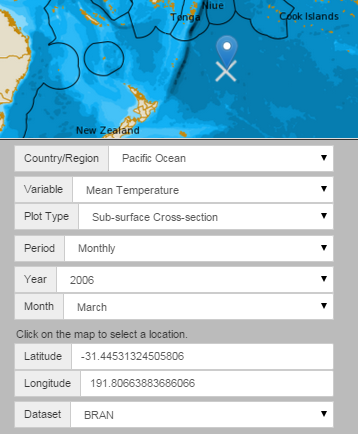 Niue
Tonga
Cook Islands
New Zealand
Country/Region Pacific Ocean
Variable Mean Temperature
Plot Type Sub-surface Cross-section
Period Monthly
Year 2006
Month March
Click on the map to select a location.
Latitude -31.44531324505806
Longitude 191.80663883686066
Dataset BRAN